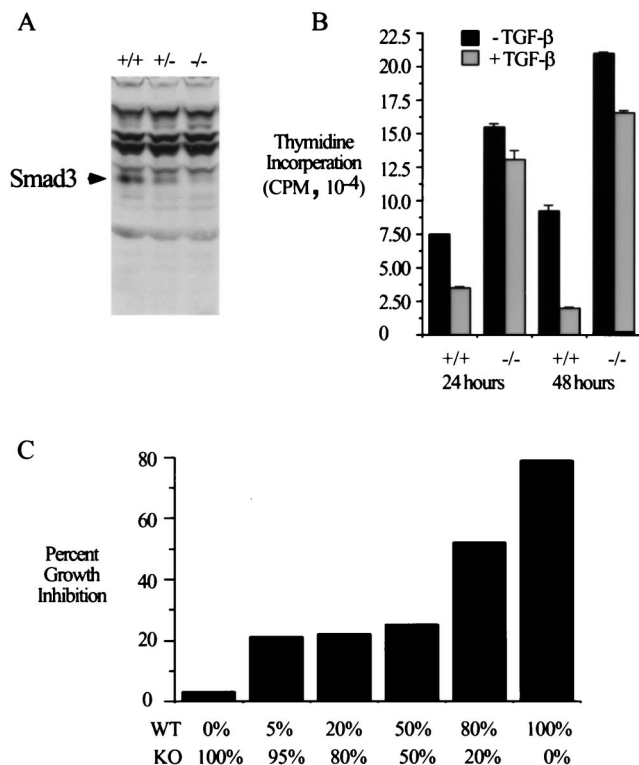 A
+/+ +/- -/-
Smad3
B
- TGF-β
+ TGF-β
Thymidine
Incorperation
(CPM, 10-4)
22.5
20.0
17.5
15.0
12.5
10.0
7.5
5.00
2.50
0
+/+ -/- +/+ -/-
24 hours 48 hours
C
Percent
Growth
Inhibition
80
60
40
20
0
WT 0% 5% 20% 50% 80% 100%
KO 100% 95% 80% 50% 20% 0%